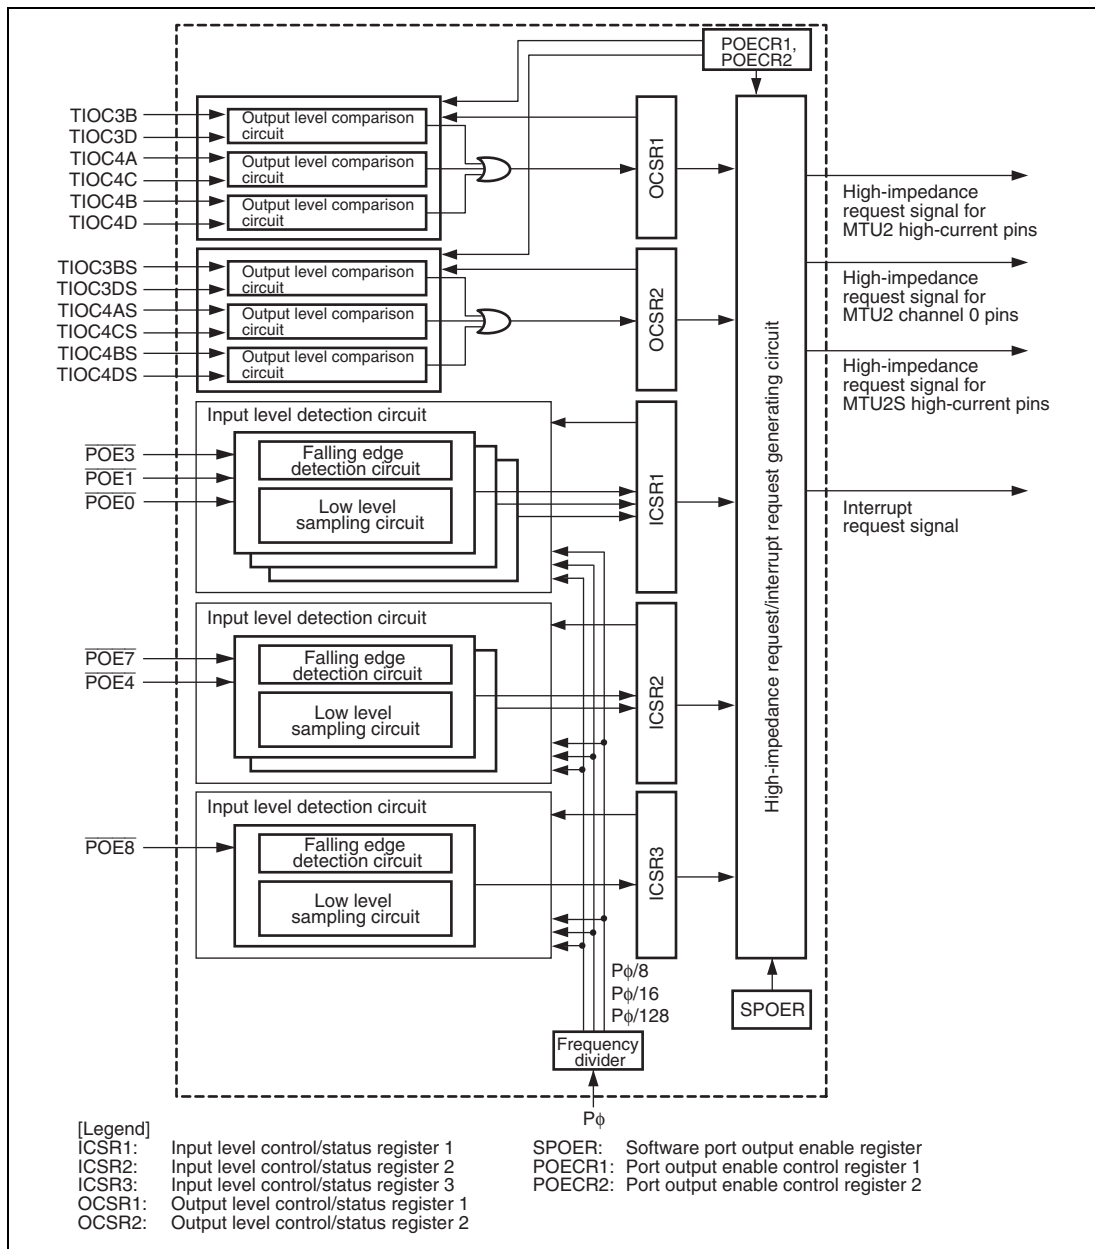 POECR1,
POECR2
TIOC3B
TIOC3D
TIOC4A
TIOC4C
TIOC4B
TIOC4D
Output level comparison
circuit
Output level comparison
circuit
Output level comparison
circuit
OCSR1
TIOC3BS
TIOC3DS
TIOC4AS
TIOC4CS
TIOC4BS
TIOC4DS
Output level comparison
circuit
Output level comparison
circuit
Output level comparison
circuit
OCSR2
Input level detection circuit
POE3
POE1
POE0
Falling edge
detection circuit
Low level
sampling circuit
ICSR1
Input level detection circuit
POE7
POE4
Falling edge
detection circuit
Low level
sampling circuit
ICSR2
Input level detection circuit
POE8
Falling edge
detection circuit
Low level
sampling circuit
ICSR3
High-impedance request/interrupt request generating circuit
High-impedance
request signal for
MTU2 high-current pins
High-impedance
request signal for
MTU2 channel 0 pins
High-impedance
request signal for
MTU2S high-current pins
Interrupt
request signal
Pϕ/8
Pϕ/16
Pϕ/128
SPOER
Frequency
divider
Pϕ
[Legend]
ICSR1: Input level control/status register 1
ICSR2: Input level control/status register 2
ICSR3: Input level control/status register 3
OCSR1: Output level control/status register 1
OCSR2: Output level control/status register 2
SPOER: Software port output enable register
POECR1: Port output enable control register 1
POECR2: Port output enable control register 2